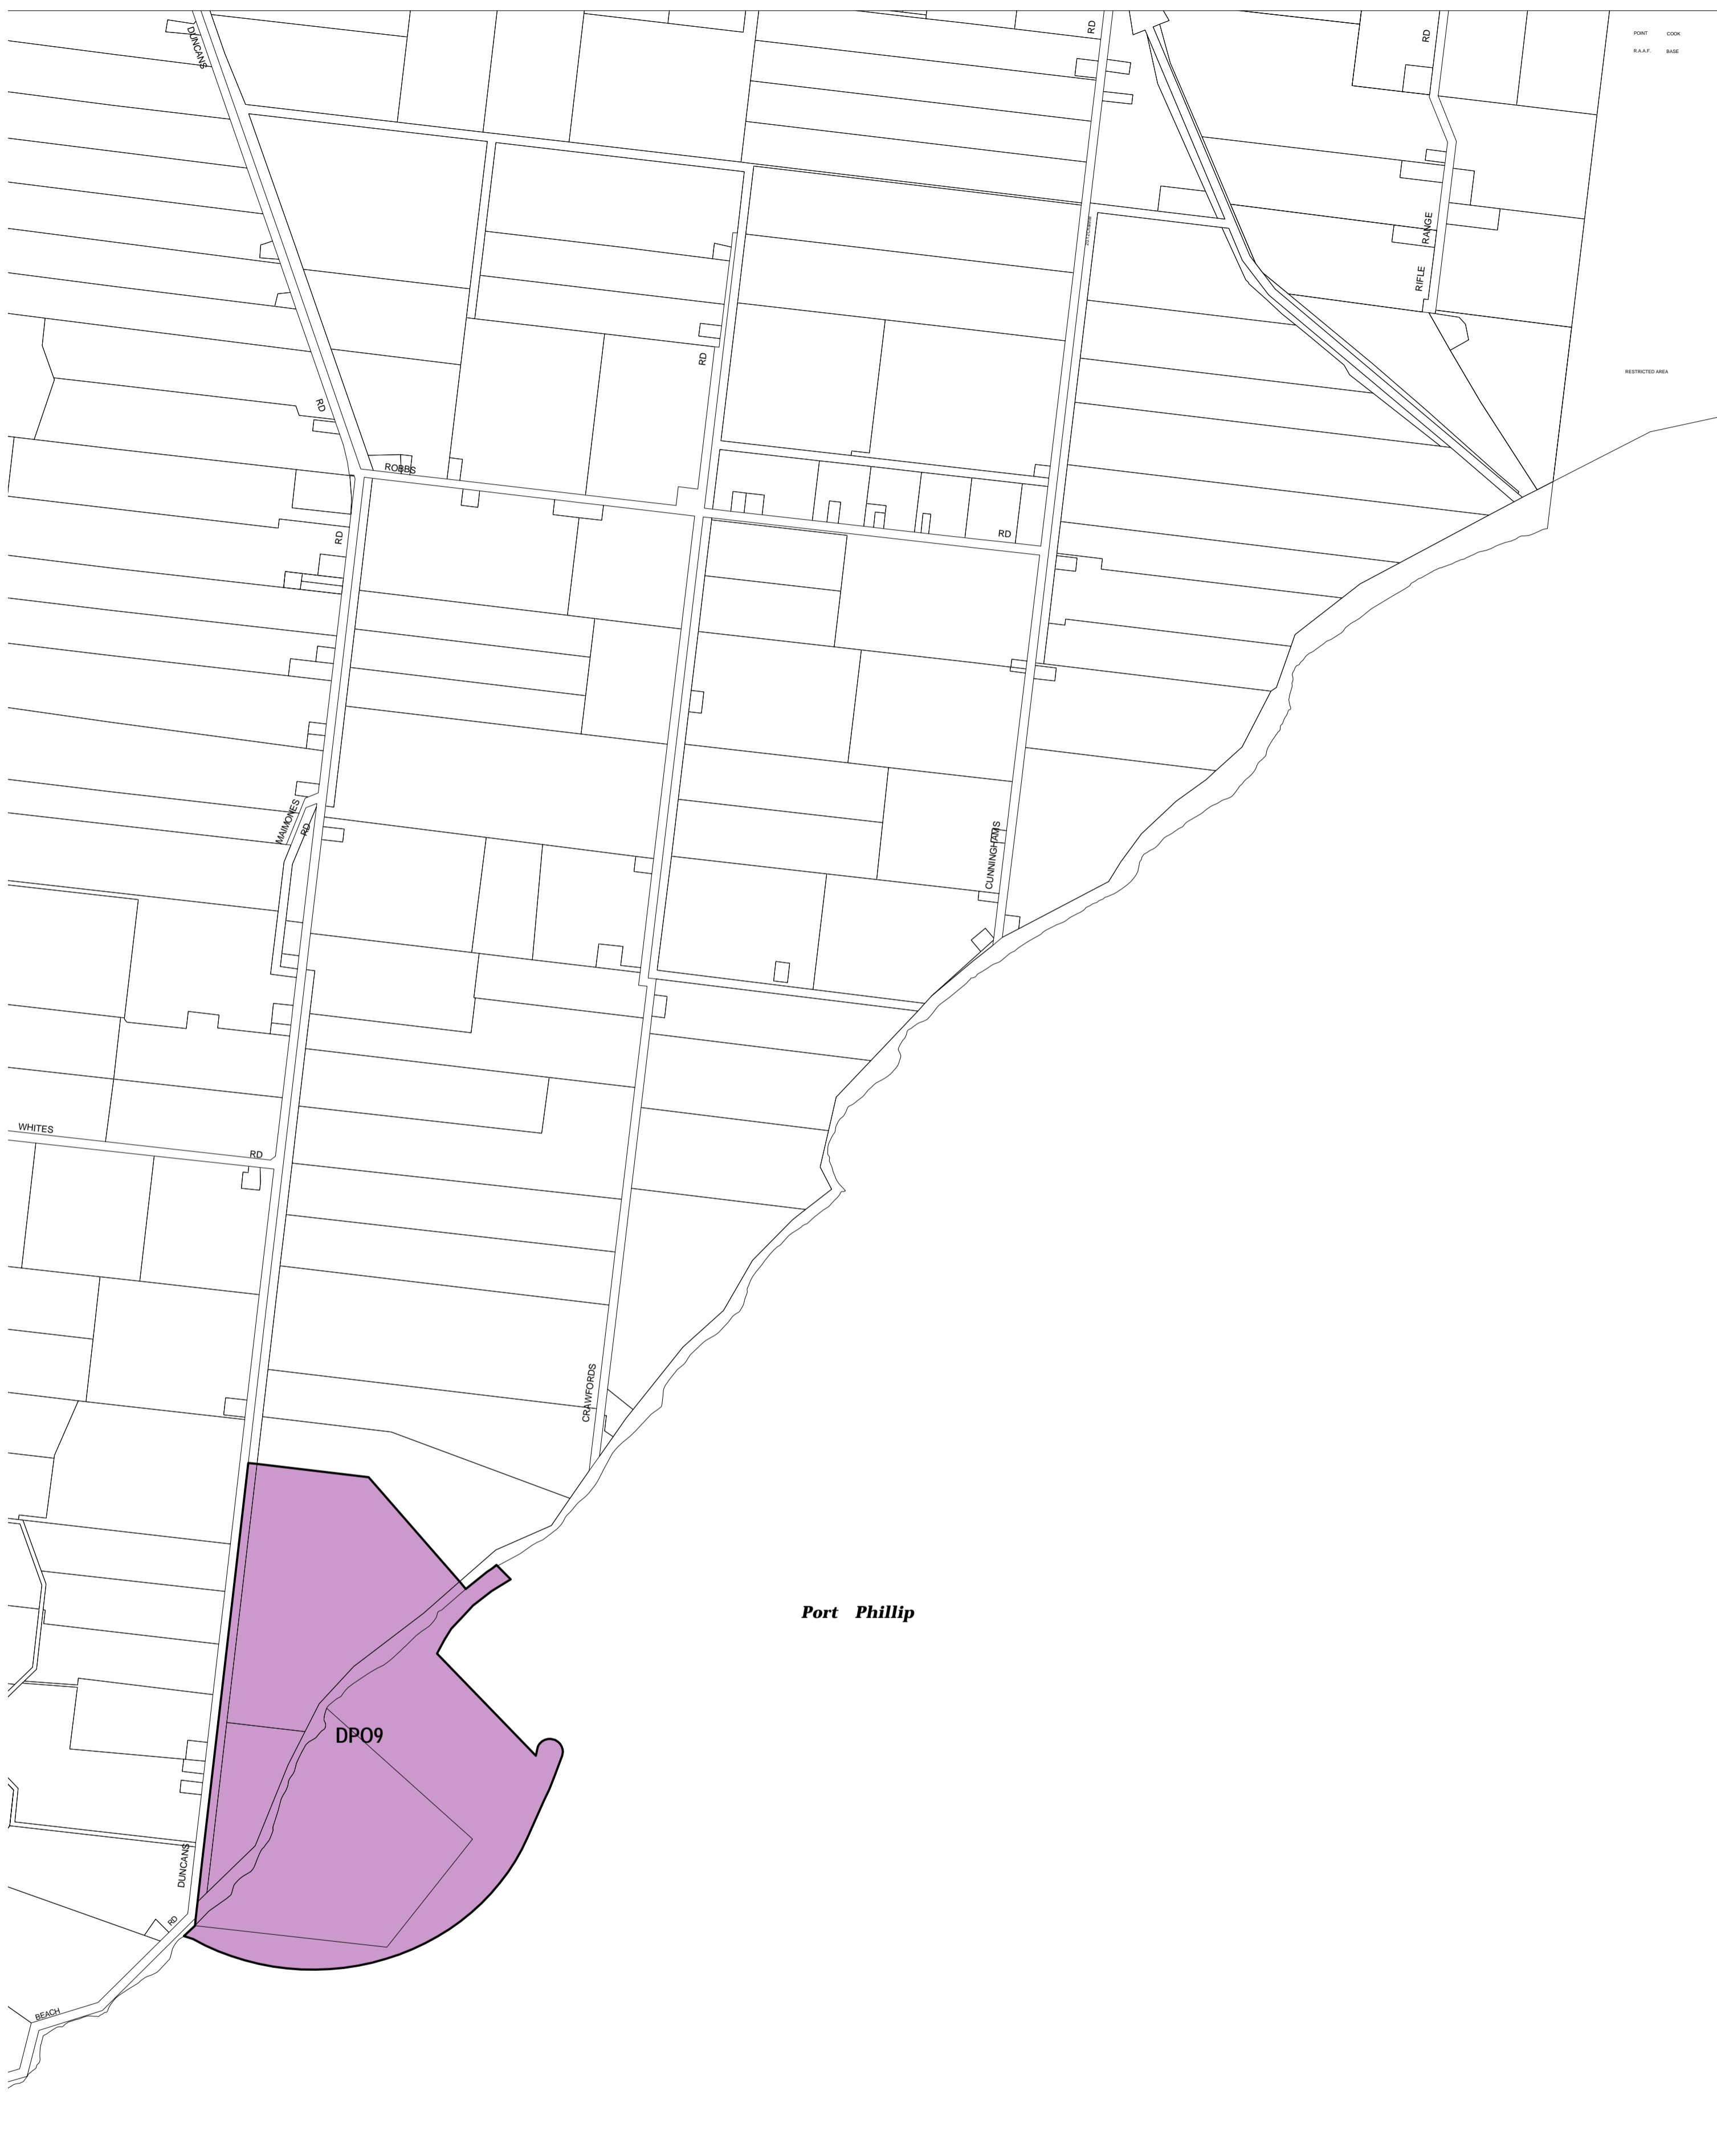 DUNCANS
RD
RD
POINT COOK
R.A.A.F. BASE
RANGE
RIFLE
RD
RESTRICTED AREA
RD
ROBBS
RD
RD
MAIMONES
RD
CUNNINGHAMS
WHITES
RD
CRAWFORDS
Port Phillip
DPO9
DUNCANS
RD
BEACH